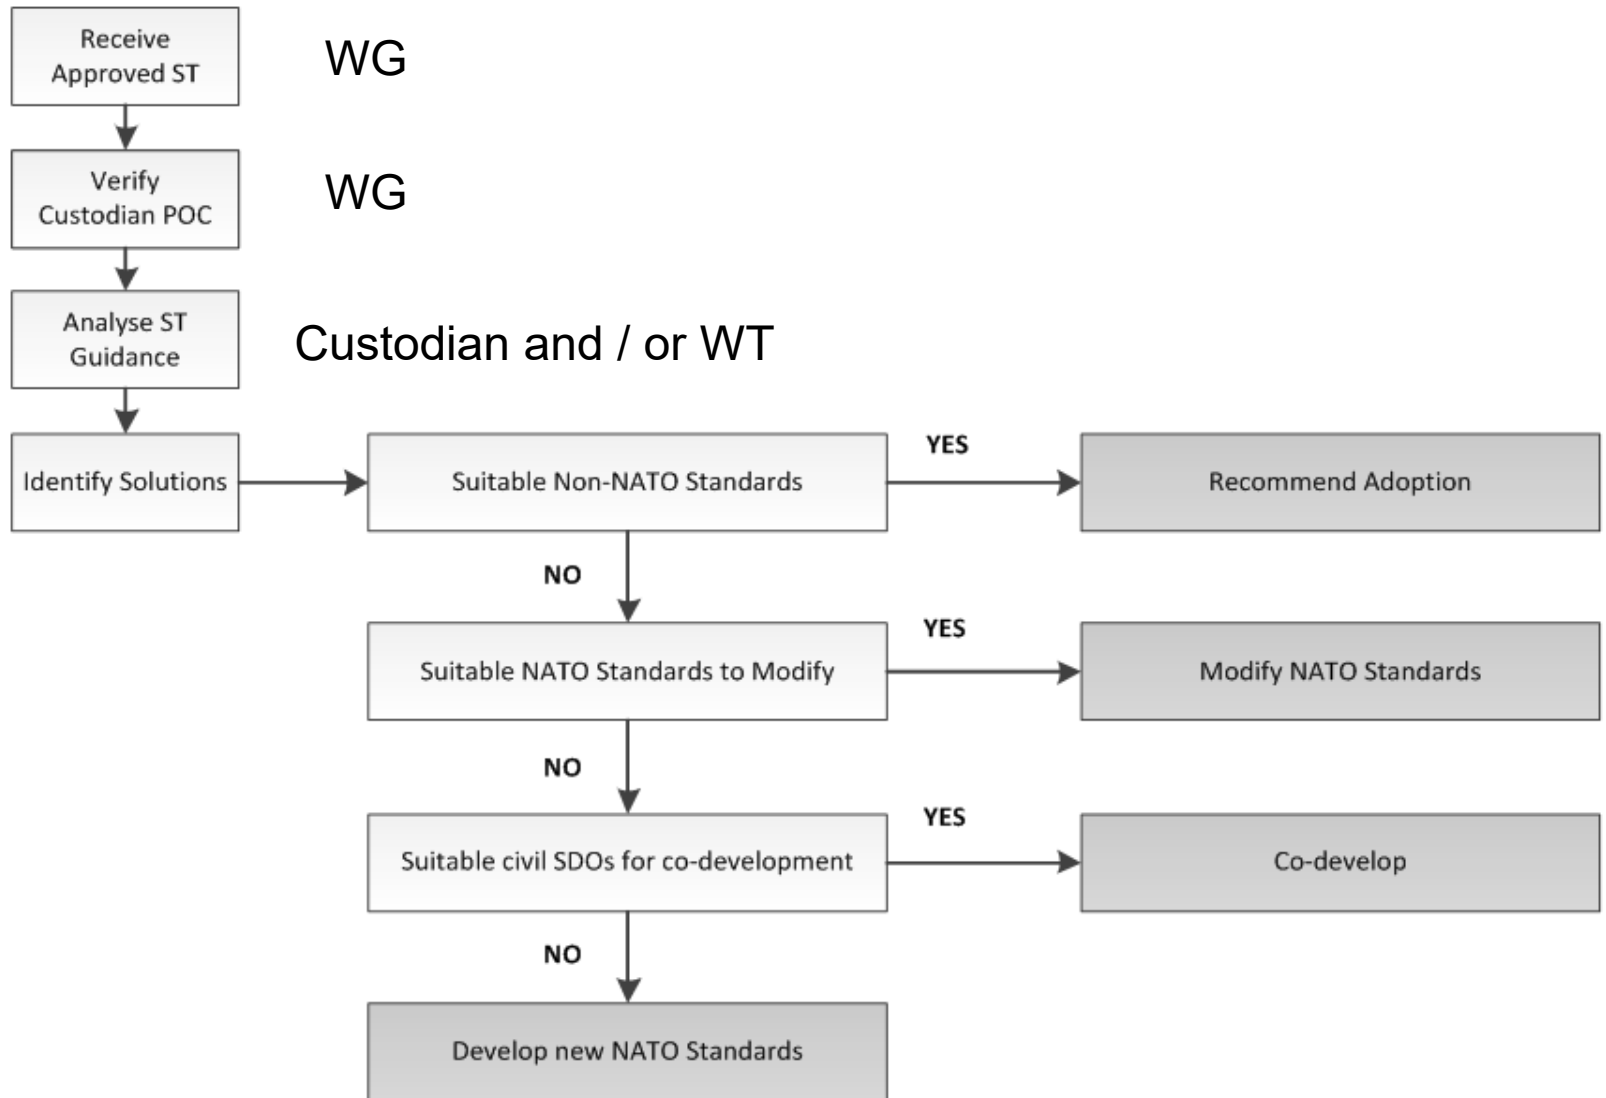 Receive
Approved ST
WG
Verify
Custodian POC
WG
Analyse ST
Guidance
Custodian and / or WT
Identify Solutions
Suitable Non-NATO Standards
YES
Recommend Adoption
NO
Suitable NATO Standards to Modify
YES
Modify NATO Standards
NO
Suitable civil SDOs for co-development
YES
Co-develop
NO
Develop new NATO Standards